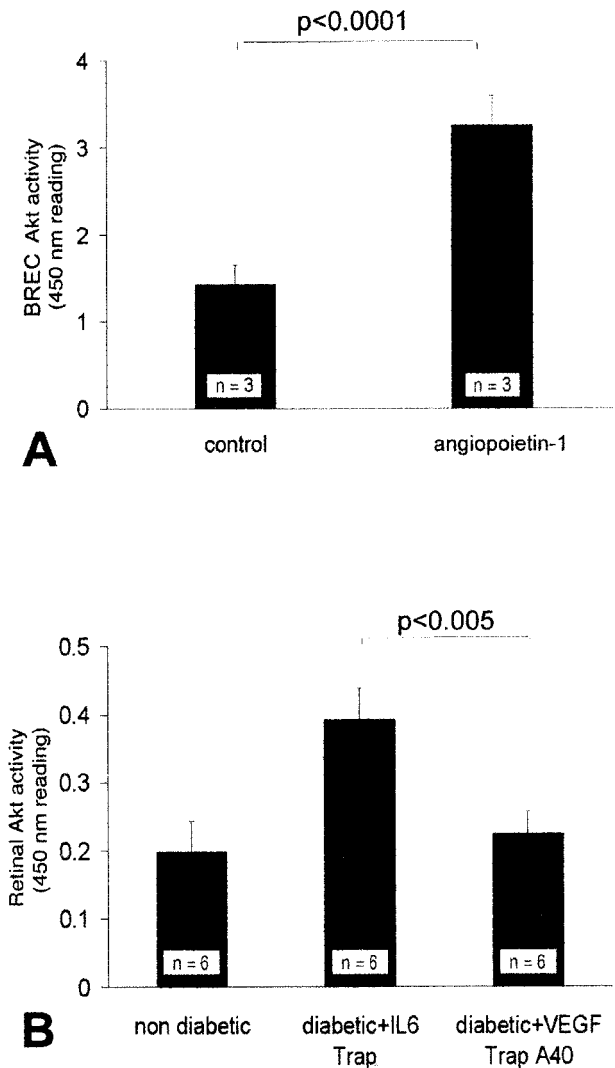 p<0.0001
4
3
2
1
0
BREC Akt activity
(450 nm reading)
n = 3
n = 3
control
angiopoietin-1
A
p<0.005
0.5
0.4
0.3
0.2
0.1
0
Retinal Akt activity
(450 nm reading)
n = 6
n = 6
n = 6
non diabetic
diabetic+IL6
Trap
diabetic+VEGF
Trap A40
B